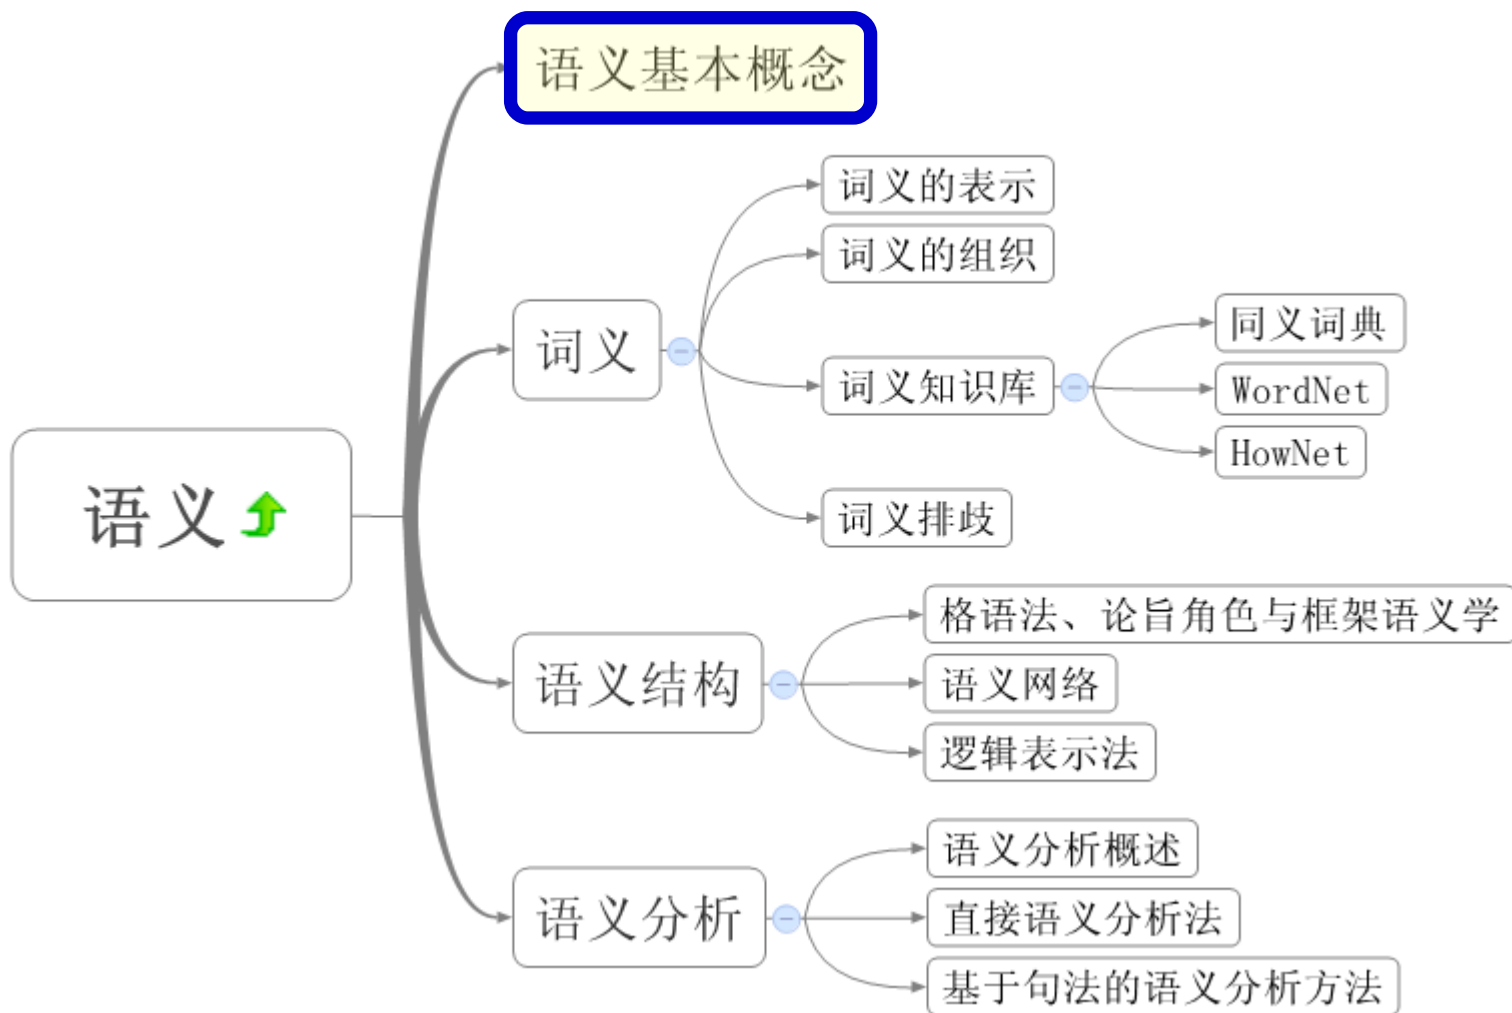 语义
语义基本概念
词义
词义的表示
词义的组织
词义知识库
同义词典
WordNet
HowNet
词义排歧
语义结构
格语法、论旨角色与框架语义学
语义网络
逻辑表示法
语义分析
语义分析概述
直接语义分析法
基于句法的语义分析方法